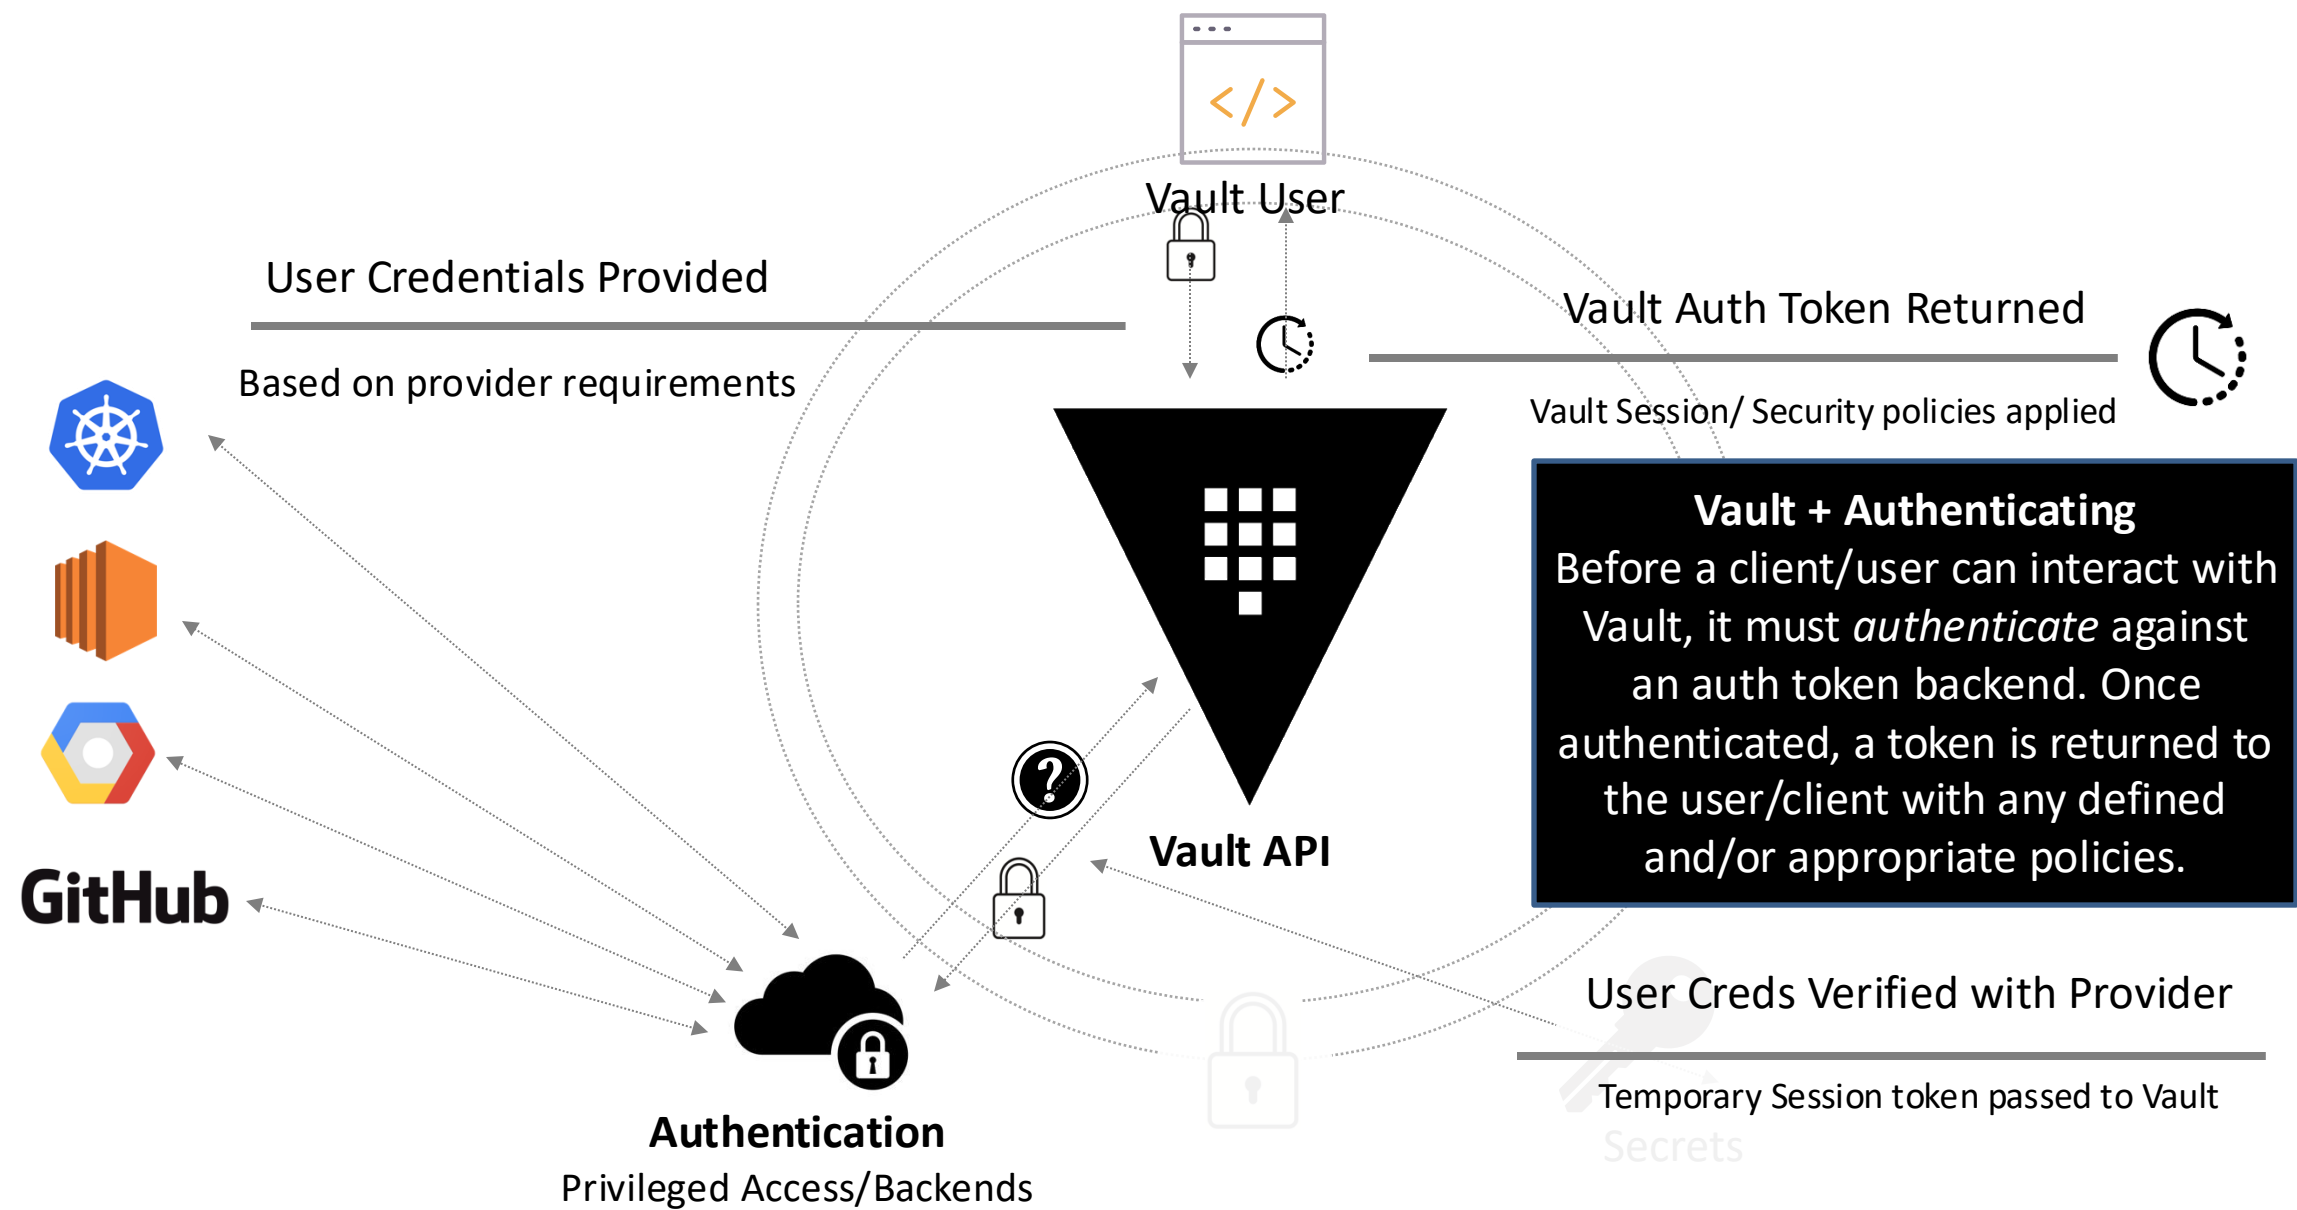 </>
Vault User
User Credentials Provided
Based on provider requirements
Vault Auth Token Returned
Vault Session/ Security policies applied
Vault + Authenticating
Before a client/user can interact with
Vault, it must authenticate against
an auth token backend. Once
authenticated, a token is returned to
the user/client with any defined
and/or appropriate policies.
?
Vault API
GitHub
User Creds Verified with Provider
Temporary Session token passed to Vault
Secrets
Authentication
Privileged Access/Backends